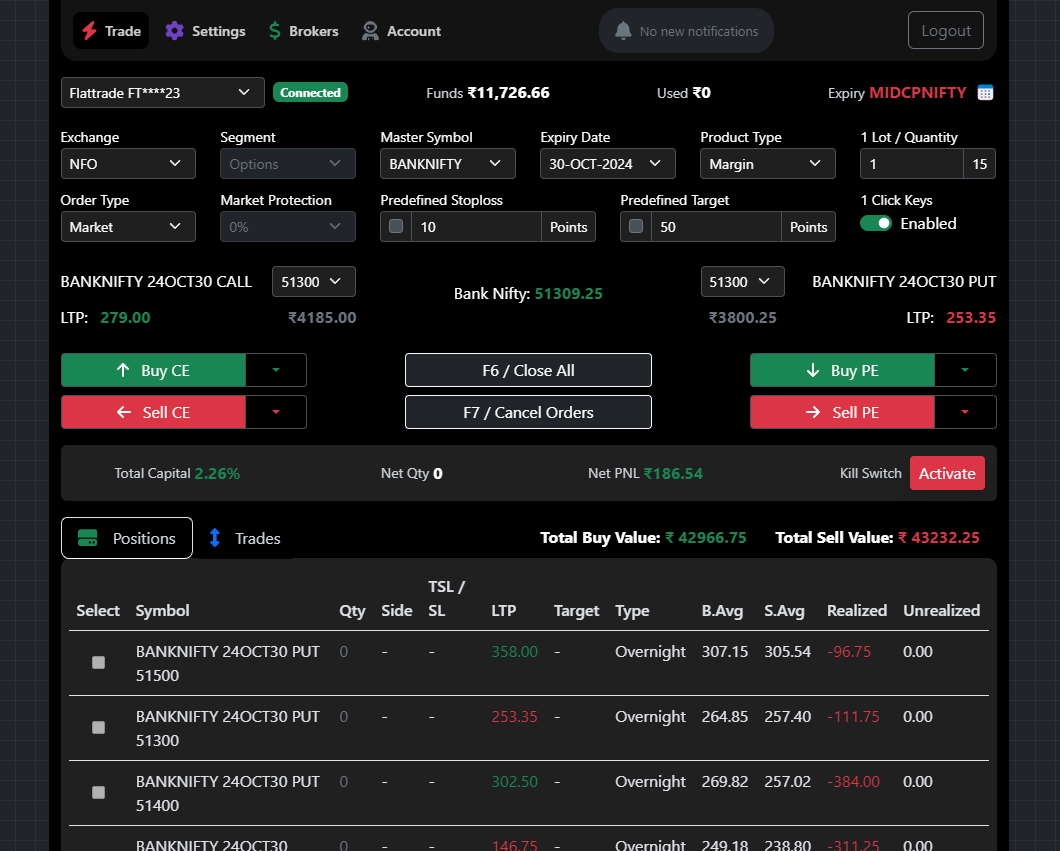 Trade Settings Brokers Account No new notifications Logout
Flattrade FT****23 Connected Funds ₹11,726.66 Used ₹0 Expiry MIDCPNIFTY
Exchange Segment Master Symbol Expiry Date Product Type 1 Lot / Quantity
NFO Options BANKNIFTY 30-OCT-2024 Margin 1 15
Order Type Market Protection Predefined Stoploss Predefined Target 1 Click Keys
Market 0% 10 Points 50 Points Enabled
BANKNIFTY 24OCT30 CALL 51300 Bank Nifty: 51309.25 51300 BANKNIFTY 24OCT30 PUT
LTP: 279.00 ₹4185.00 ₹3800.25 LTP: 253.35
Buy CE F6 / Close All Buy PE
Sell CE F7 / Cancel Orders Sell PE
Total Capital 2.26% Net Qty 0 Net PNL ₹186.54 Kill Switch Activate
Positions Trades Total Buy Value: ₹ 42966.75 Total Sell Value: ₹ 43232.25
Select Symbol Qty Side TSL / SL LTP Target Type B.Avg S.Avg Realized Unrealized
BANKNIFTY 24OCT30 PUT 0 - - 358.00 - Overnight 307.15 305.54 -96.75 0.00
51500
BANKNIFTY 24OCT30 PUT 0 - - 253.35 - Overnight 264.85 257.40 -111.75 0.00
51300
BANKNIFTY 24OCT30 PUT 0 - - 302.50 - Overnight 269.82 257.02 -384.00 0.00
51400
BANKNIFTY 24OCT30 0 - - 146.75 - Overnight 249.18 238.80 -311.25 0.00